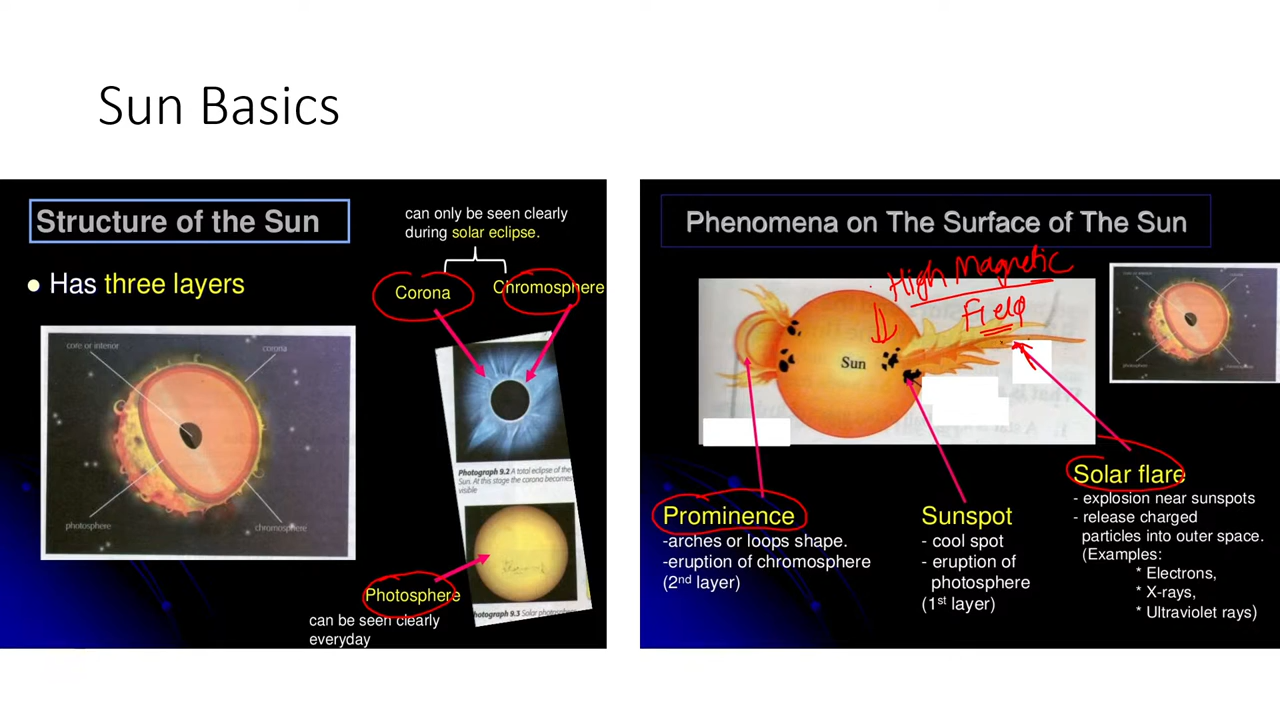 Sun Basics
Structure of the Sun
Has three layers
can only be seen clearly
during solar eclipse.
Corona
Chromosphere
core or interior
corona
photosphere
chromosphere
Photograph 9.2 A total eclipse of the
Sun. At this stage the corona becomes
visible
Photosphere
can be seen clearly
everyday
Phenomena on The Surface of The Sun
High Magnetic
Field
Sun
Prominence
-arches or loops shape.
-eruption of chromosphere
(2nd layer)
Sunspot
- cool spot
- eruption of
photosphere
(1st layer)
Solar flare
- explosion near sunspots
- release charged
particles into outer space.
(Examples:
* Electrons,
* X-rays,
* Ultraviolet rays)